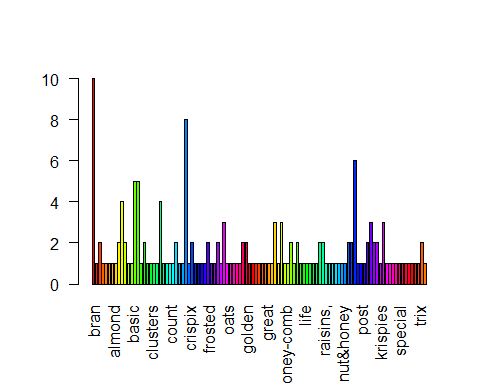 10
8
6
4
2
0
bran
almond
basic
clusters
count
crispix
frosted
oats
golden
great
oney-comb
life
raisins,
nut&honey
post
krispies
special
trix